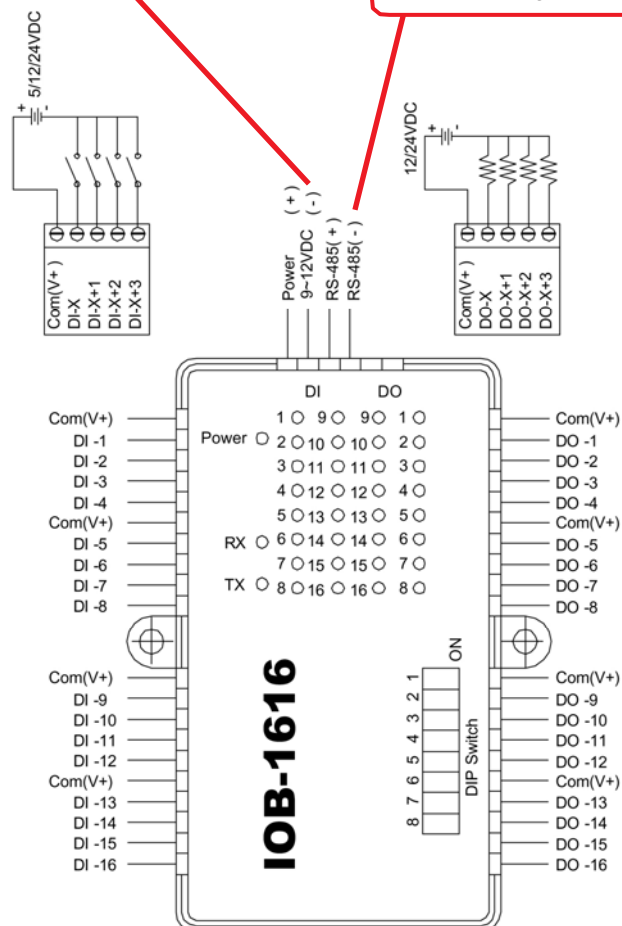 5/12/24VDC
+ -
Com(V+)
DI-X
DI-X+1
DI-X+2
DI-X+3
Power (+)
9~12VDC (-)
RS-485(+)
RS-485(-)
12/24VDC
+ -
Com(V+)
DO-X
DO-X+1
DO-X+2
DO-X+3
DI DO
1 9 9 1
Power 2 10 10 2
3 11 11 3
4 12 12 4
5 13 13 5
RX 6 14 14 6
7 15 15 7
TX 8 16 16 8
Com(V+)
DI -1
DI -2
DI -3
DI -4
Com(V+)
DI -5
DI -6
DI -7
DI -8
Com(V+)
DI -9
DI -10
DI -11
DI -12
Com(V+)
DI -13
DI -14
DI -15
DI -16
IOB-1616
ON
1 2 3 4 5 6 7 8
DIP Switch
Com(V+)
DO -1
DO -2
DO -3
DO -4
Com(V+)
DO -5
DO -6
DO -7
DO -8
Com(V+)
DO -9
DO -10
DO -11
DO -12
Com(V+)
DO -13
DO -14
DO -15
DO -16